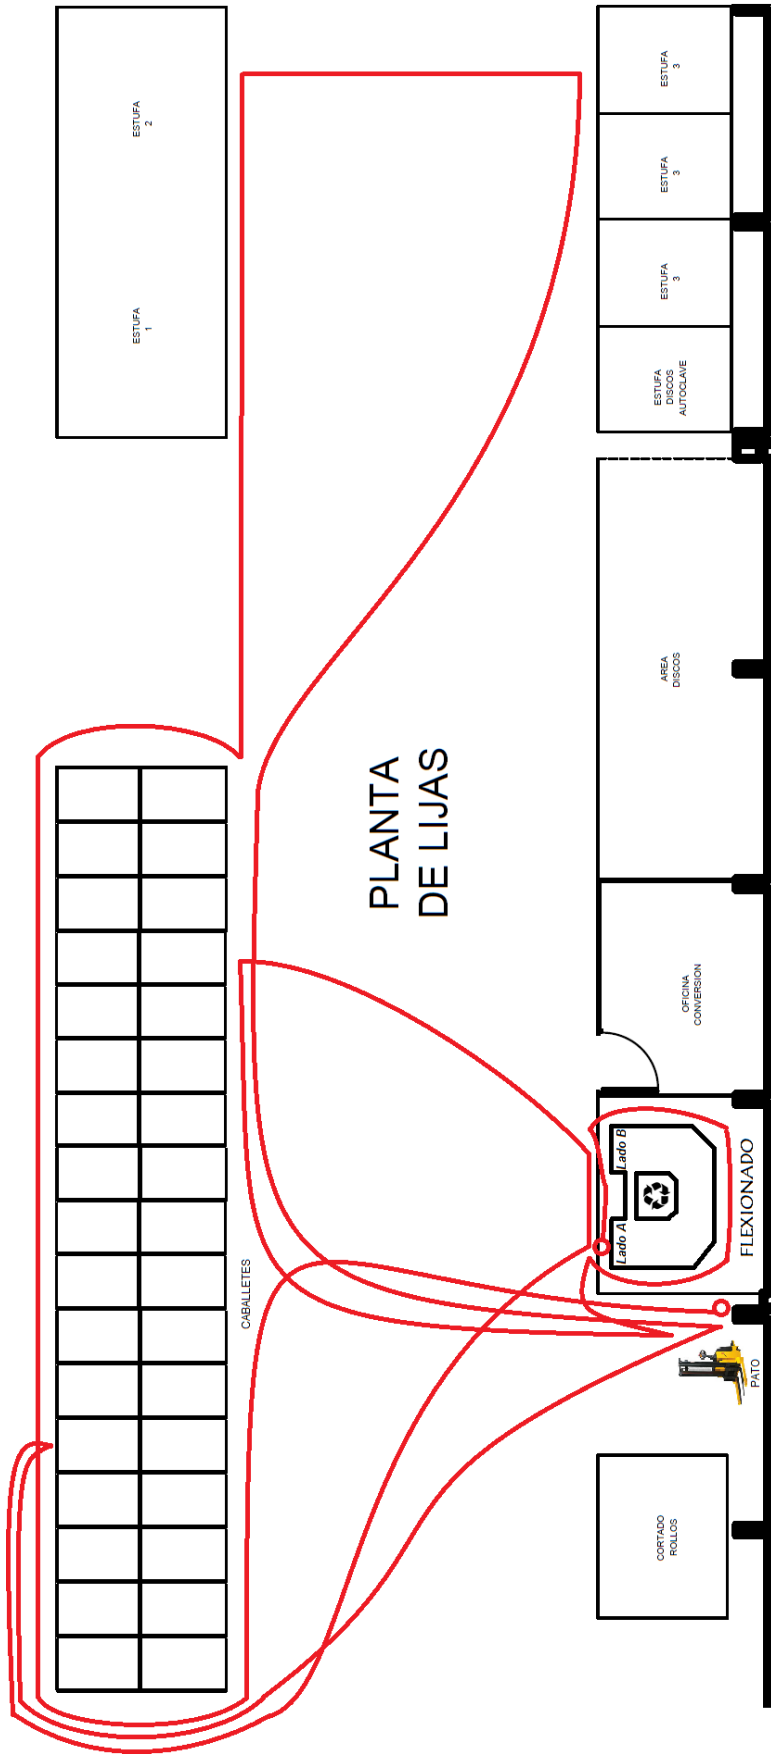 ESTUFA
2
ESTUFA
1
ESTUFA
3
ESTUFA
3
ESTUFA
3
ESTUFA
DISCOS
AUTOCLAVE
AREA
DISCOS
PLANTA
DE LIJAS
OFICINA
CONVERSION
Lado B
Lado A
FLEXIONADO
CABALLETES
PATO
CORTADO
ROLLOS